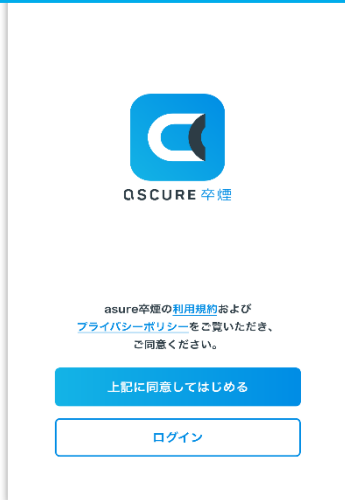 ascure 卒煙
asure卒煙の利用規約および
プライバシーポリシーをご覧いただき、
ご同意ください。
上記に同意してはじめる
ログイン